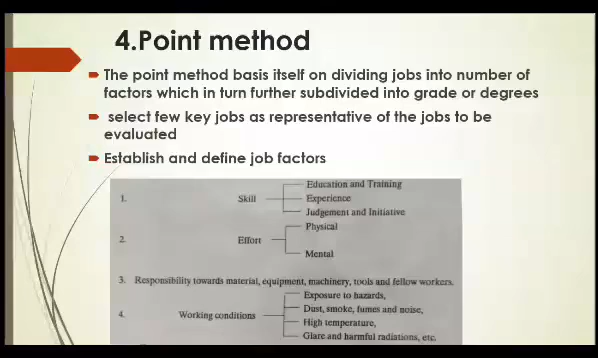 4.Point method
The point method basis itself on dividing jobs into number of
factors which in turn further subdivided into grade or degrees
select few key jobs as representative of the jobs to be
evaluated
Establish and define job factors
Education and Training
1. Skill Experience
Judgement and Initiative
2. Effort Physical
Mental
3. Responsibility towards material, equipment, machinery, tools and fellow workers.
Exposure to hazards,
4. Working conditions Dust, smoke, fumes and noise,
High temperature,
Glare and harmful radiations, etc.